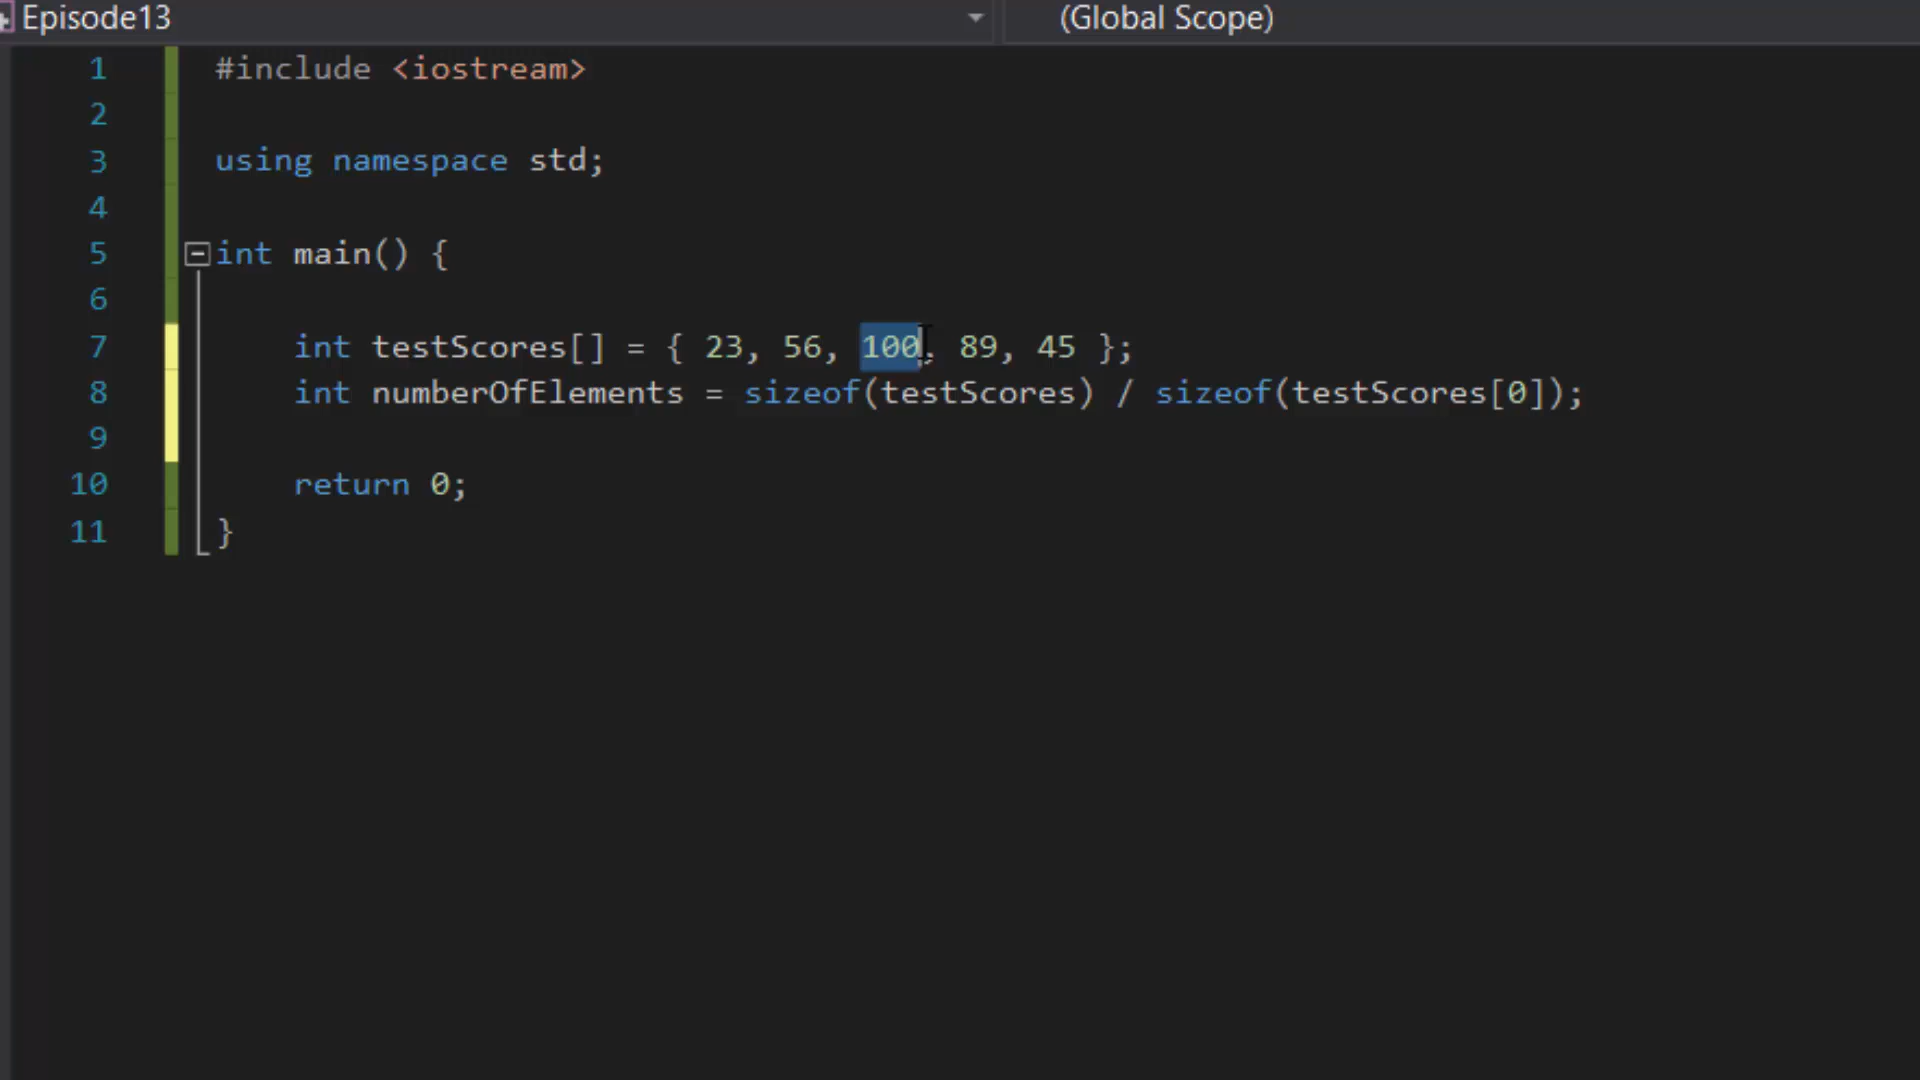 Episode13 (Global Scope)
1 #include <iostream>
2
3 using namespace std;
4
5 int main() {
6
7 int testScores[] = { 23, 56, 100, 89, 45 };
8 int numberOfElements = sizeof(testScores) / sizeof(testScores[0]);
9
10 return 0;
11 }